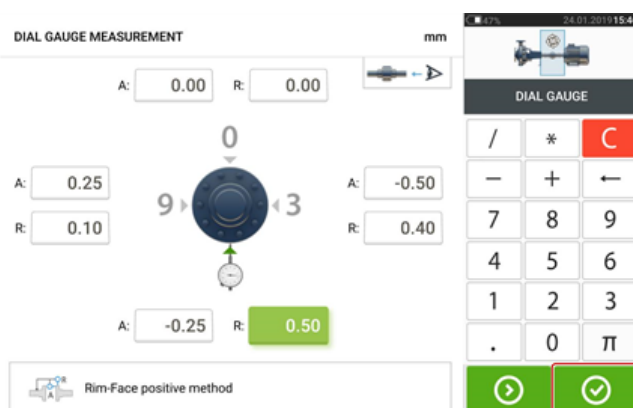 DIAL GAUGE MEASUREMENT mm
A: 0.00 R: 0.00
0
A: 0.25
R: 0.10
9 3
A: -0.50
R: 0.40
A: -0.25 R: 0.50
R
A
Rim-Face positive method
47% 24.01.2019 15:4
DIAL GAUGE
/ * C
− + ←
7 8 9
4 5 6
1 2 3
. 0 π